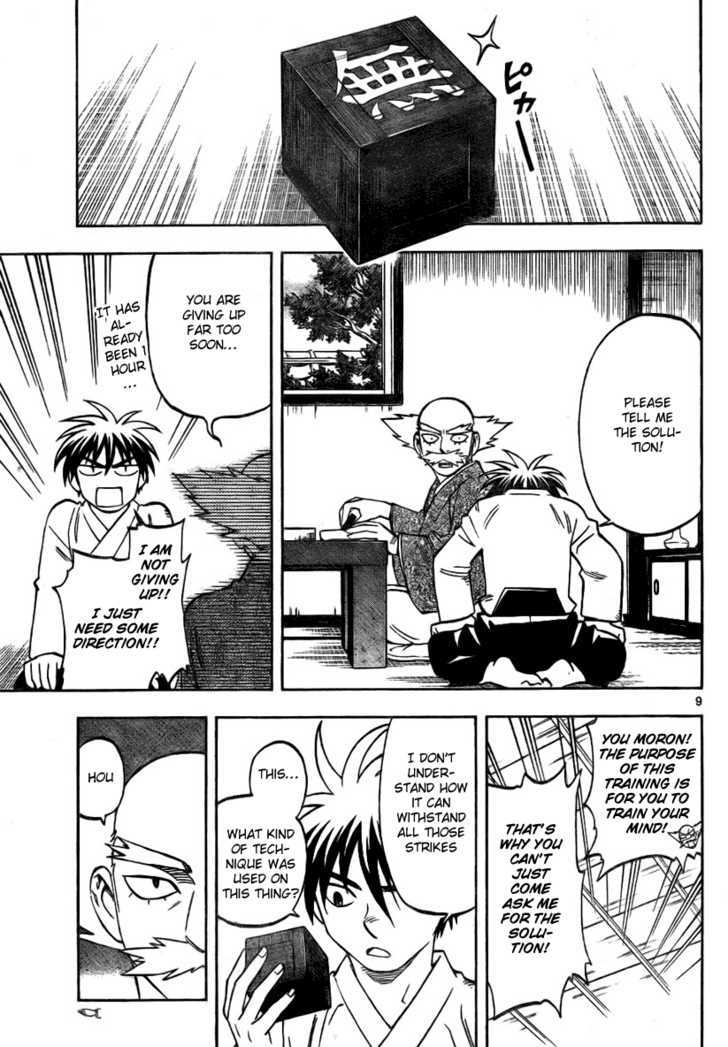 無
ピカー
PLEASE
TELL ME
THE SOLU-
TION!
YOU ARE
GIVING UP
FAR TOO
SOON...
IT HAS
AL-
READY
BEEN 1
HOUR
...
I AM
NOT
GIVING
UP!!
I JUST
NEED SOME
DIRECTION!!
9
YOU MORON!
THE PURPOSE
OF THIS
TRAINING IS
FOR YOU TO
TRAIN YOUR
MIND!
THAT'S
WHY YOU
CAN'T
JUST
COME
ASK ME
FOR THE
SOLU-
TION!
I DON'T
UNDER-
STAND HOW
IT CAN
WITHSTAND
ALL THOSE
STRIKES
THIS...
WHAT KIND
OF TECH-
NIQUE WAS
USED ON
THIS THING?
HOU